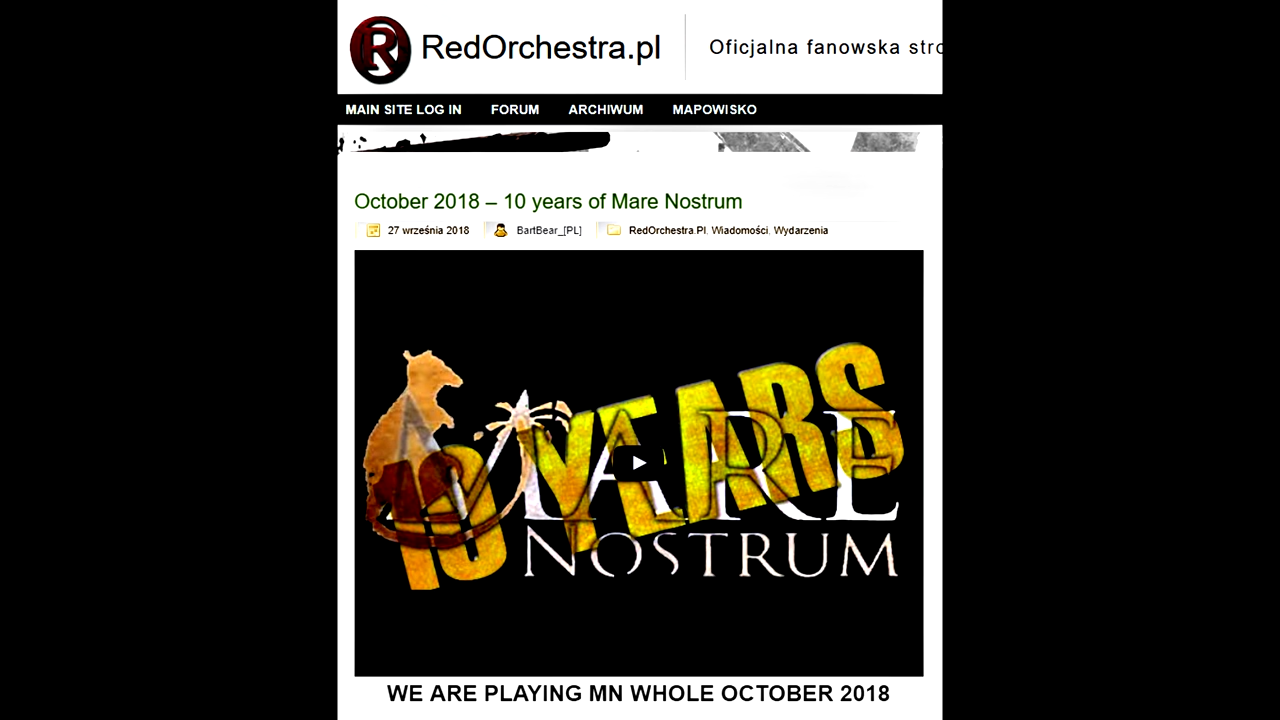 RedOrchestra.pl
Oficjalna fanowska
MAIN SITE LOG IN FORUM ARCHIWUM MAPOWISKO
October 2018 – 10 years of Mare Nostrum
27 września 2018 BartBear_[PL] RedOrchestra.Pl, Wiadomości, Wydarzenia
10 YEARS
MARE
NOSTRUM
WE ARE PLAYING MN WHOLE OCTOBER 2018